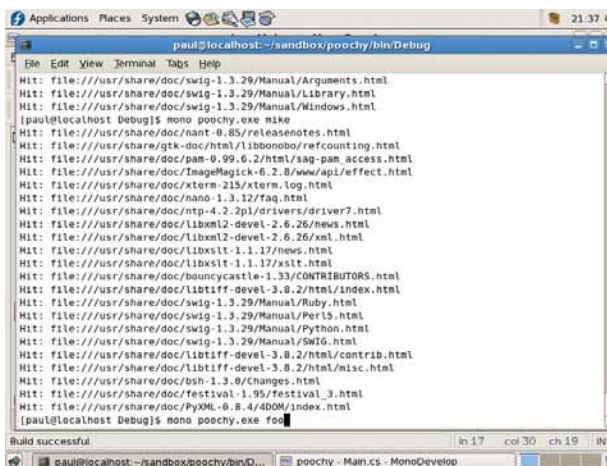 Applications Places System 21:37
paul@localhost:~/sandbox/poochy/bin/Debug
File Edit View Terminal Tabs Help
Hit: file:///usr/share/doc/swig-1.3.29/Manual/Arguments.html
Hit: file:///usr/share/doc/swig-1.3.29/Manual/Library.html
Hit: file:///usr/share/doc/swig-1.3.29/Manual/Windows.html
[paul@localhost Debug]$ mono poochy.exe mike
Hit: file:///usr/share/doc/nant-0.85/releasenotes.html
Hit: file:///usr/share/gtk-doc/html/libbonobo/refcounting.html
Hit: file:///usr/share/doc/pam-0.99.6.2/html/sag-pam_access.html
Hit: file:///usr/share/doc/ImageMagick-6.2.8/www/api/effect.html
Hit: file:///usr/share/doc/xterm-215/xterm.log.html
Hit: file:///usr/share/doc/nano-1.3.12/faq.html
Hit: file:///usr/share/doc/ntp-4.2.2p1/drivers/driver7.html
Hit: file:///usr/share/doc/libxml2-devel-2.6.26/news.html
Hit: file:///usr/share/doc/libxml2-devel-2.6.26/xml.html
Hit: file:///usr/share/doc/libxslt-1.1.17/news.html
Hit: file:///usr/share/doc/libxslt-1.1.17/xslt.html
Hit: file:///usr/share/doc/bouncycastle-1.33/CONTRIBUTORS.html
Hit: file:///usr/share/doc/libtiff-devel-3.8.2/html/index.html
Hit: file:///usr/share/doc/swig-1.3.29/Manual/Ruby.html
Hit: file:///usr/share/doc/swig-1.3.29/Manual/Perl5.html
Hit: file:///usr/share/doc/swig-1.3.29/Manual/Python.html
Hit: file:///usr/share/doc/swig-1.3.29/Manual/SWIG.html
Hit: file:///usr/share/doc/libtiff-devel-3.8.2/html/contrib.html
Hit: file:///usr/share/doc/libtiff-devel-3.8.2/html/misc.html
Hit: file:///usr/share/doc/bsh-1.3.0/Changes.html
Hit: file:///usr/share/doc/festival-1.95/festival_3.html
Hit: file:///usr/share/doc/PyXML-0.8.4/4DOM/index.html
[paul@localhost Debug]$ mono poochy.exe foo
Build successful. ln 17 col 30 ch 19 IN
paul@localhost:~/sandbox/poochy/bin/D... poochy - Main.cs - MonoDevelop